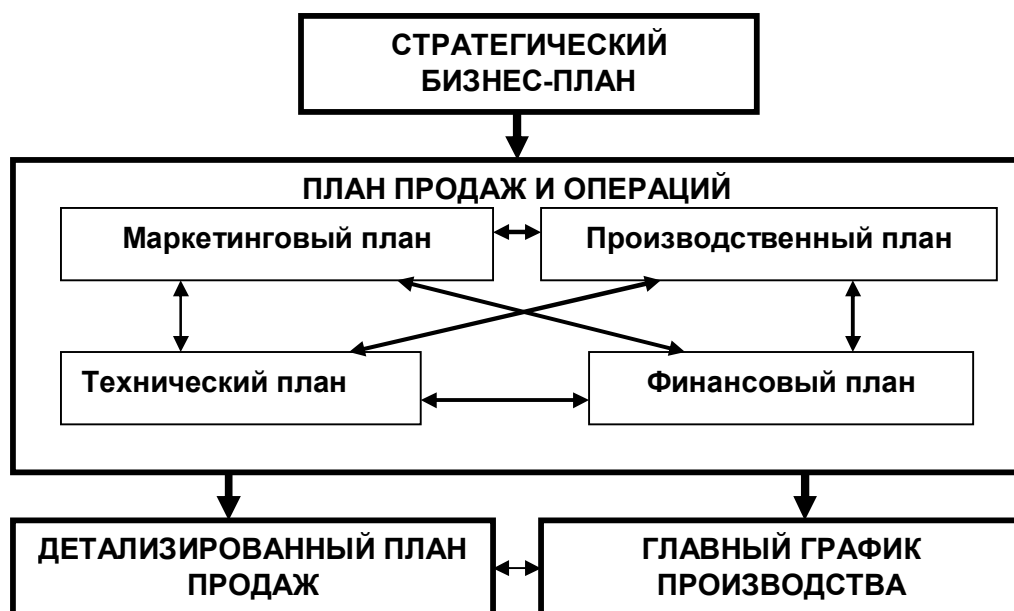 СТРАТЕГИЧЕСКИЙ
БИЗНЕС-ПЛАН
ПЛАН ПРОДАЖ И ОПЕРАЦИЙ
Маркетинговый план
Производственный план
Технический план
Финансовый план
ДЕТАЛИЗИРОВАННЫЙ ПЛАН
ПРОДАЖ
ГЛАВНЫЙ ГРАФИК
ПРОИЗВОДСТВА